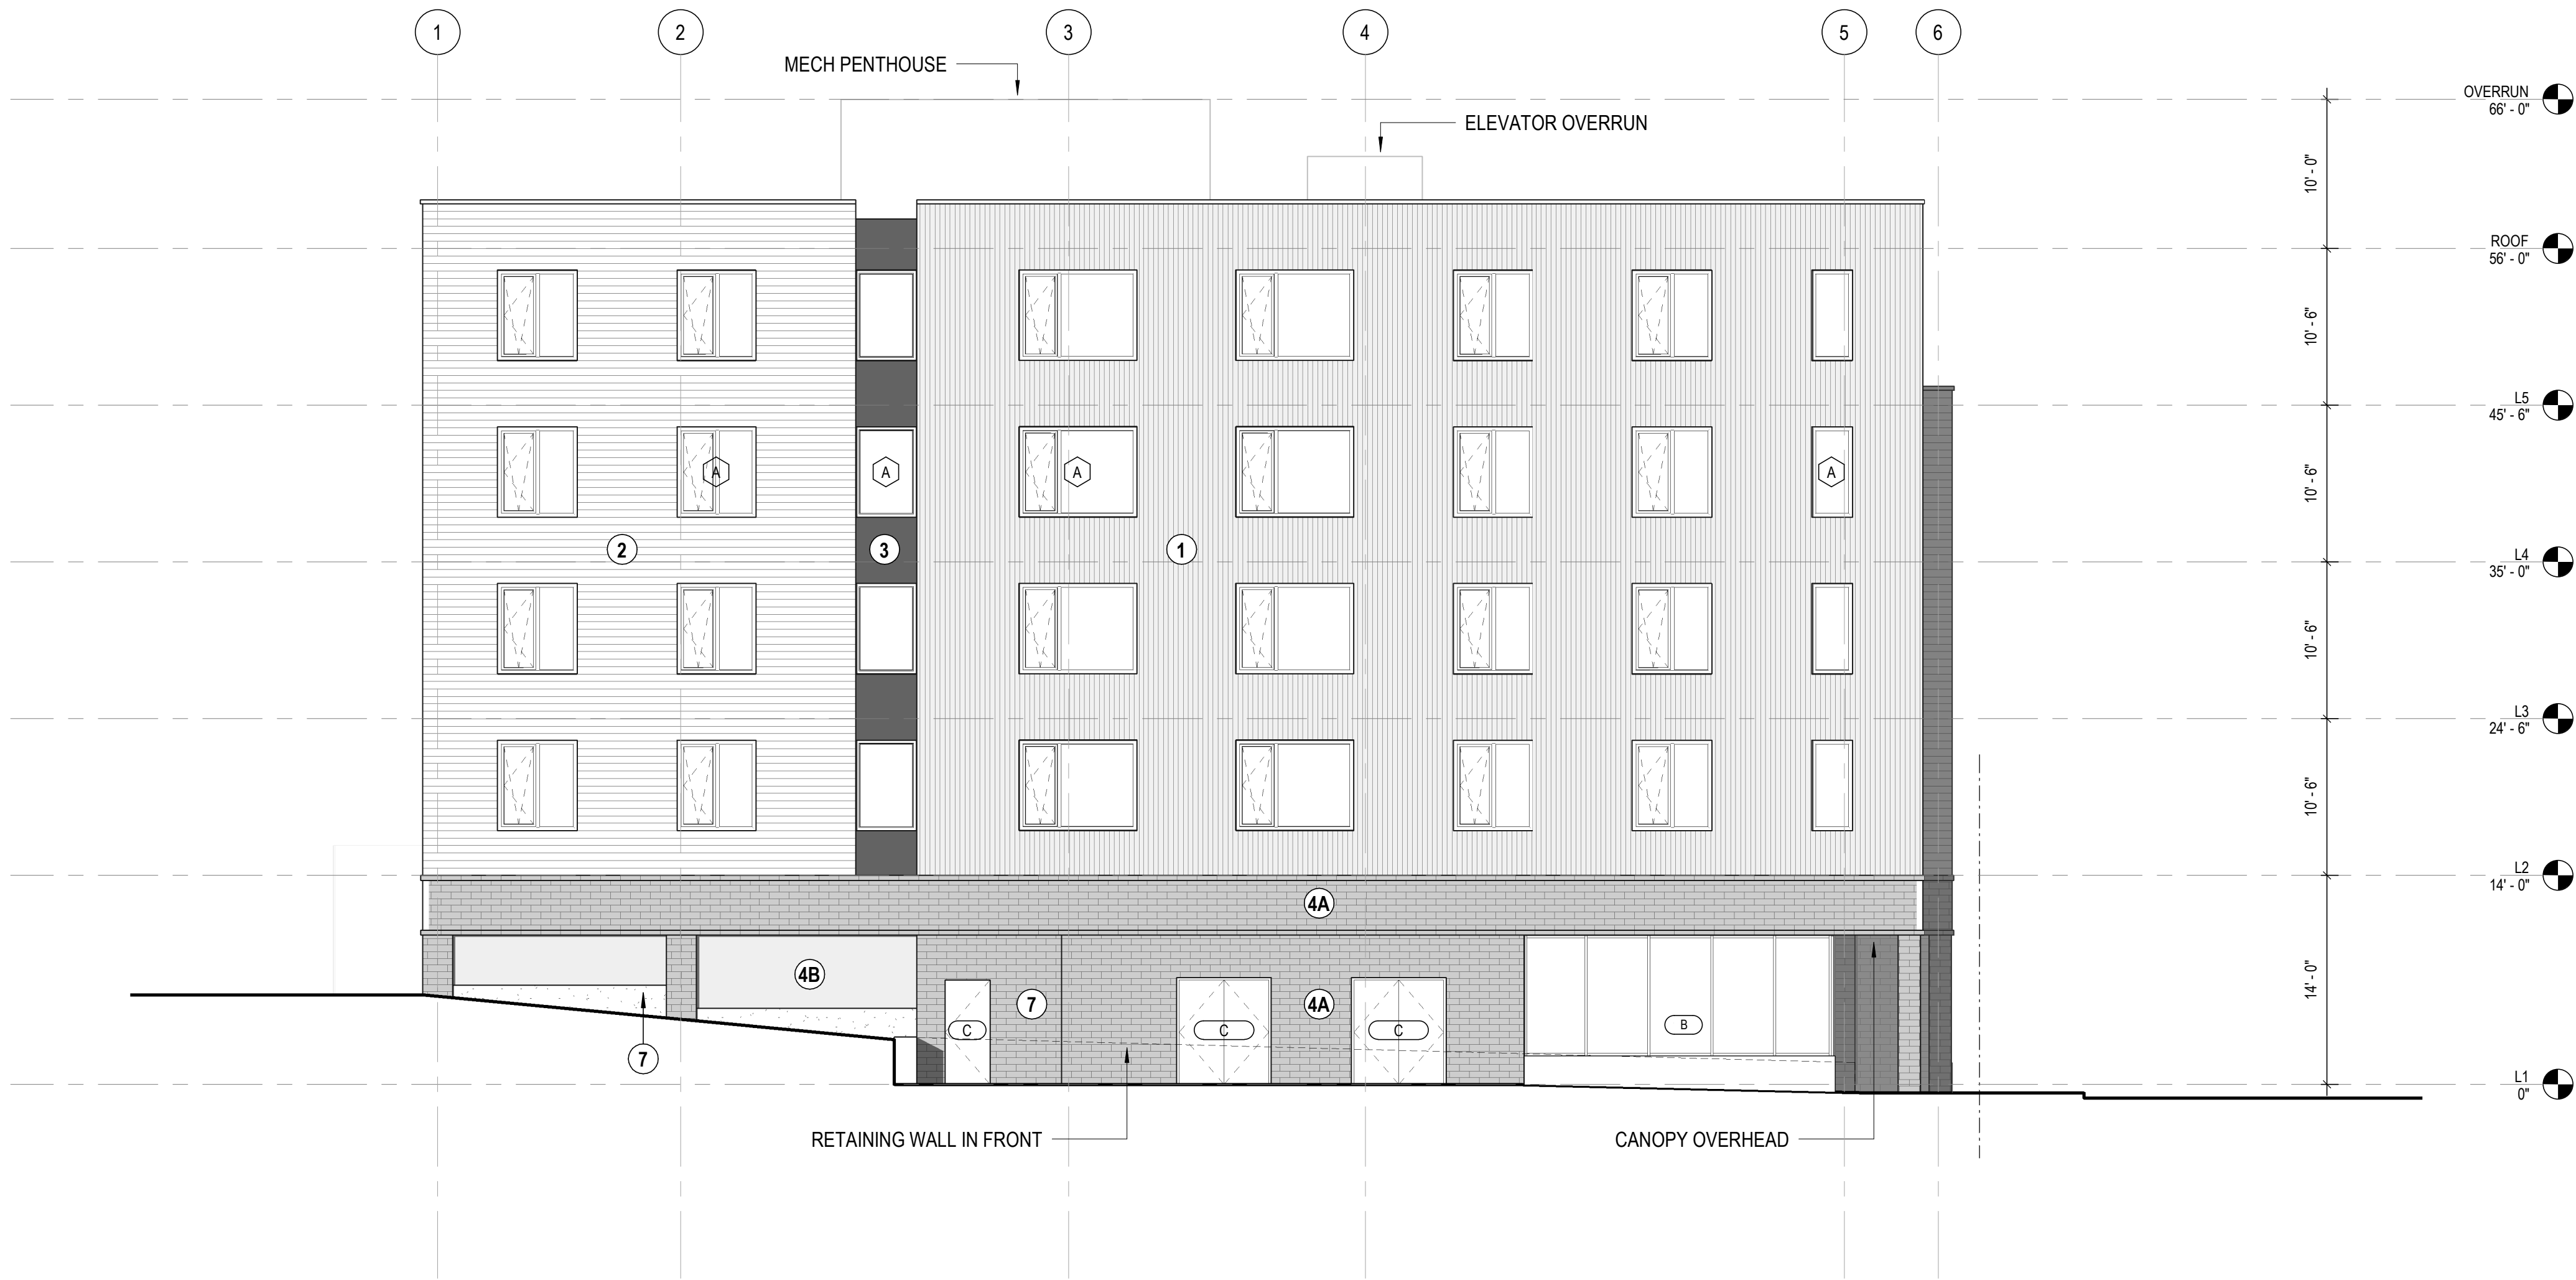 1 2 3 4 5 6
MECH PENTHOUSE
OVERRUN
66' - 0"
ELEVATOR OVERRUN
10' - 0"
ROOF
56' - 0"
10' - 6"
L5
45' - 6"
A A A A
10' - 6"
2 3 1
L4
35' - 0"
10' - 6"
L3
24' - 6"
10' - 6"
L2
14' - 0"
4A
4B
14' - 0"
7 4A
C C C B
7
L1
0"
RETAINING WALL IN FRONT
CANOPY OVERHEAD